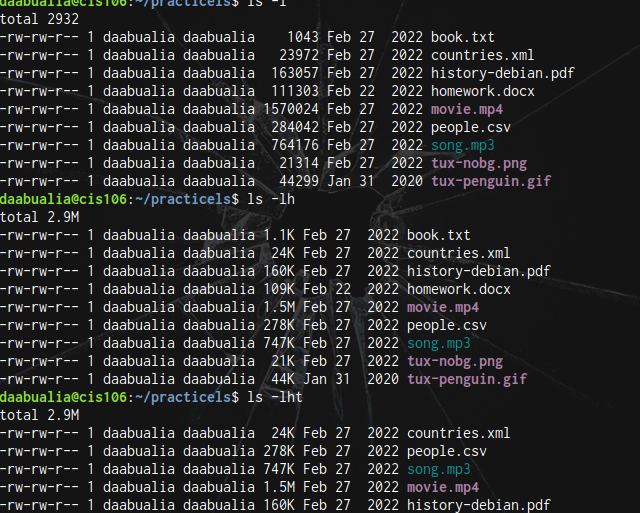 daabualia@cis106:~/practicels$ ls -l
total 2932
-rw-rw-r-- 1 daabualia daabualia    1043 Feb 27  2022 book.txt
-rw-rw-r-- 1 daabualia daabualia   23972 Feb 27  2022 countries.xml
-rw-rw-r-- 1 daabualia daabualia  163057 Feb 27  2022 history-debian.pdf
-rw-rw-r-- 1 daabualia daabualia  111303 Feb 22  2022 homework.docx
-rw-rw-r-- 1 daabualia daabualia 1570024 Feb 27  2022 movie.mp4
-rw-rw-r-- 1 daabualia daabualia  284042 Feb 27  2022 people.csv
-rw-rw-r-- 1 daabualia daabualia  764176 Feb 27  2022 song.mp3
-rw-rw-r-- 1 daabualia daabualia   21314 Feb 27  2022 tux-nobg.png
-rw-rw-r-- 1 daabualia daabualia   44299 Jan 31  2020 tux-penguin.gif
daabualia@cis106:~/practicels$ ls -lh
total 2.9M
-rw-rw-r-- 1 daabualia daabualia 1.1K Feb 27  2022 book.txt
-rw-rw-r-- 1 daabualia daabualia  24K Feb 27  2022 countries.xml
-rw-rw-r-- 1 daabualia daabualia 160K Feb 27  2022 history-debian.pdf
-rw-rw-r-- 1 daabualia daabualia 109K Feb 22  2022 homework.docx
-rw-rw-r-- 1 daabualia daabualia 1.5M Feb 27  2022 movie.mp4
-rw-rw-r-- 1 daabualia daabualia 278K Feb 27  2022 people.csv
-rw-rw-r-- 1 daabualia daabualia 747K Feb 27  2022 song.mp3
-rw-rw-r-- 1 daabualia daabualia  21K Feb 27  2022 tux-nobg.png
-rw-rw-r-- 1 daabualia daabualia  44K Jan 31  2020 tux-penguin.gif
daabualia@cis106:~/practicels$ ls -lht
total 2.9M
-rw-rw-r-- 1 daabualia daabualia  24K Feb 27  2022 countries.xml
-rw-rw-r-- 1 daabualia daabualia 278K Feb 27  2022 people.csv
-rw-rw-r-- 1 daabualia daabualia 747K Feb 27  2022 song.mp3
-rw-rw-r-- 1 daabualia daabualia 1.5M Feb 27  2022 movie.mp4
-rw-rw-r-- 1 daabualia daabualia 160K Feb 27  2022 history-debian.pdf